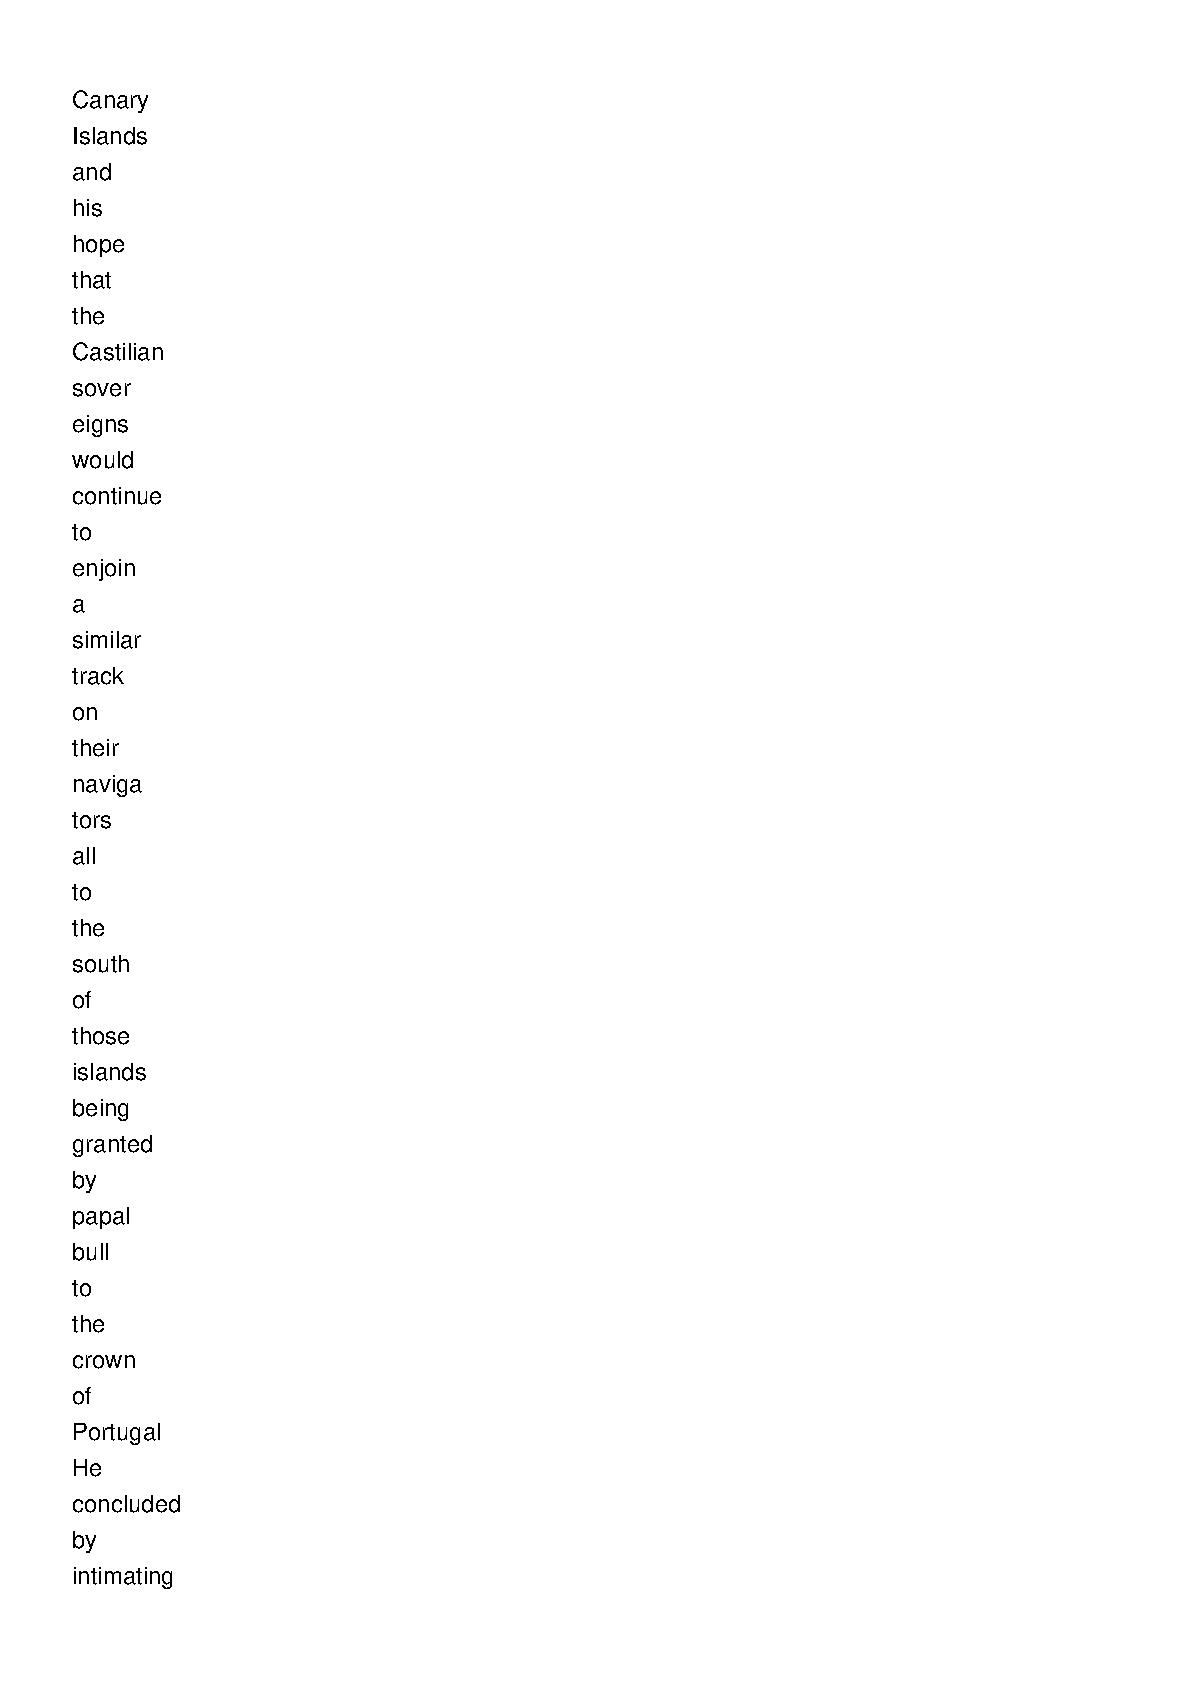 Canary
Islands
and
his
hope
that
the
Castilian
sover
eigns
would
continue
to
enjoin
a
similar
track
on
their
naviga
tors
all
to
the
south
of
those
islands
being
granted
by
papal
bull
to
the
crown
of
Portugal
He
concluded
by
intimating